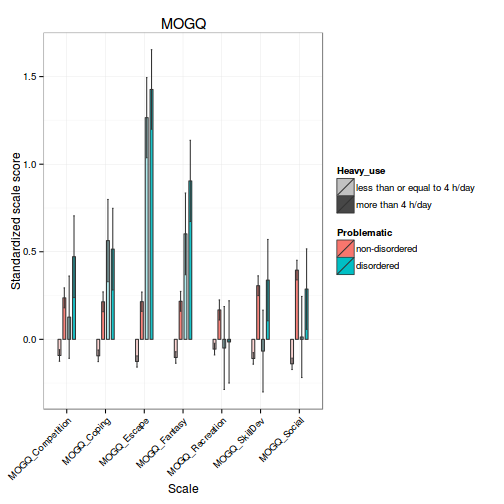 MOGQ
Standardized scale score
1.5
1.0
0.5
0.0
MOGQ_Competition
MOGQ_Coping
MOGQ_Escape
MOGQ_Fantasy
MOGQ_Recreation
MOGQ_SkillDev
MOGQ_Social
Scale
Heavy_use
less than or equal to 4 h/day
more than 4 h/day
Problematic
non-disordered
disordered